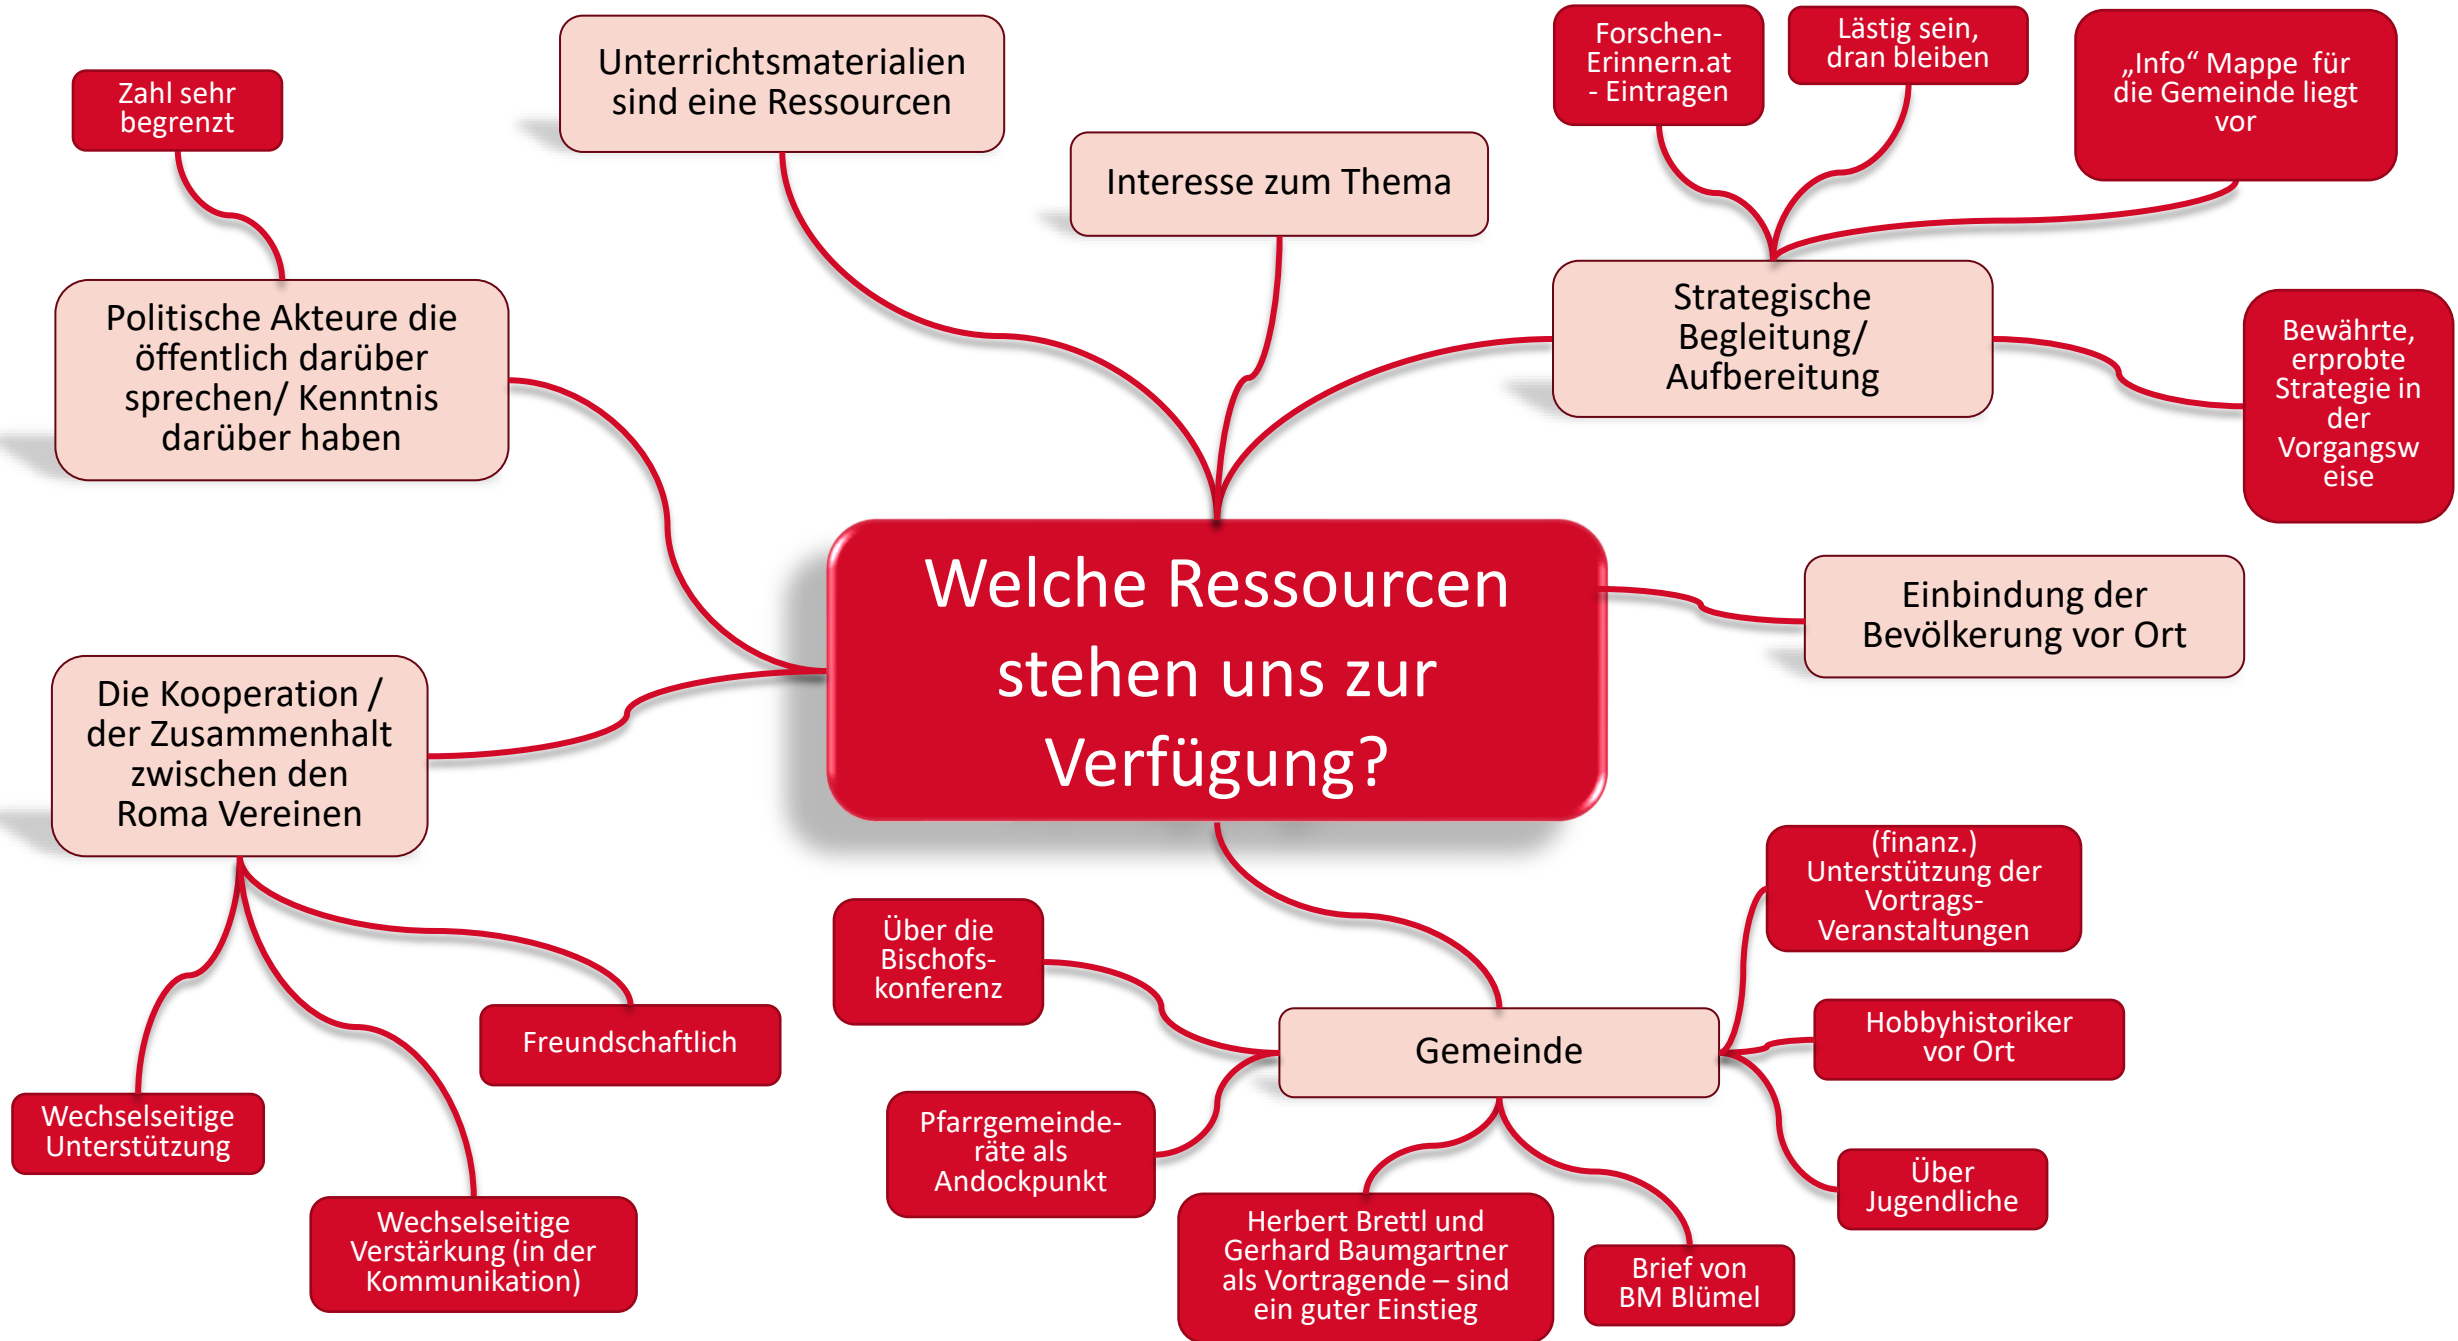 Zahl sehr
begrenzt
Unterrichtsmaterialien
sind eine Ressourcen
Interesse zum Thema
Forschen-
Erinnern.at
- Eintragen
Lästig sein,
dran bleiben
„Info“ Mappe für
die Gemeinde liegt
vor
Politische Akteure die
öffentlich darüber
sprechen/ Kenntnis
darüber haben
Strategische
Begleitung/
Aufbereitung
Bewährte,
erprobte
Strategie in
der
Vorgangsw
eise
Welche Ressourcen
stehen uns zur
Verfügung?
Einbindung der
Bevölkerung vor Ort
Die Kooperation /
der Zusammenhalt
zwischen den
Roma Vereinen
Freundschaftlich
Wechselseitige
Unterstützung
Wechselseitige
Verstärkung (in der
Kommunikation)
Gemeinde
Über die
Bischofs-
konferenz
Pfarrgemeinde-
räte als
Andockpunkt
Herbert Brettl und
Gerhard Baumgartner
als Vortragende – sind
ein guter Einstieg
Brief von
BM Blümel
(finanz.)
Unterstützung der
Vortrags-
Veranstaltungen
Hobbyhistoriker
vor Ort
Über
Jugendliche